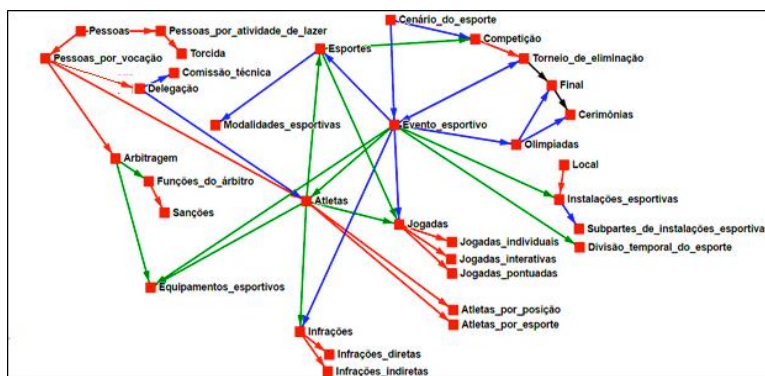 Cenário_do_esporte
Pessoas
Pessoas_por_atividade_de_lazer
Competição
Esportes
Torcida
Pessoas_por_vocação
Torneio_de_eliminação
Comissão_técnica
Delegação
Final
Cerimônias
Modalidades_esportivas
Evento_esportivo
Olimpíadas
Arbitragem
Local
Funções_do_árbitro
Instalações_esportivas
Atletas
Sanções
Jogadas
Subpartes_de_instalações_esportiva
Jogadas_individuais
Divisão_temporal_do_esporte
Jogadas_interativas
Jogadas_pontuadas
Equipamentos_esportivos
Atletas_por_posição
Atletas_por_esporte
Infrações
Infrações_diretas
Infrações_indiretas